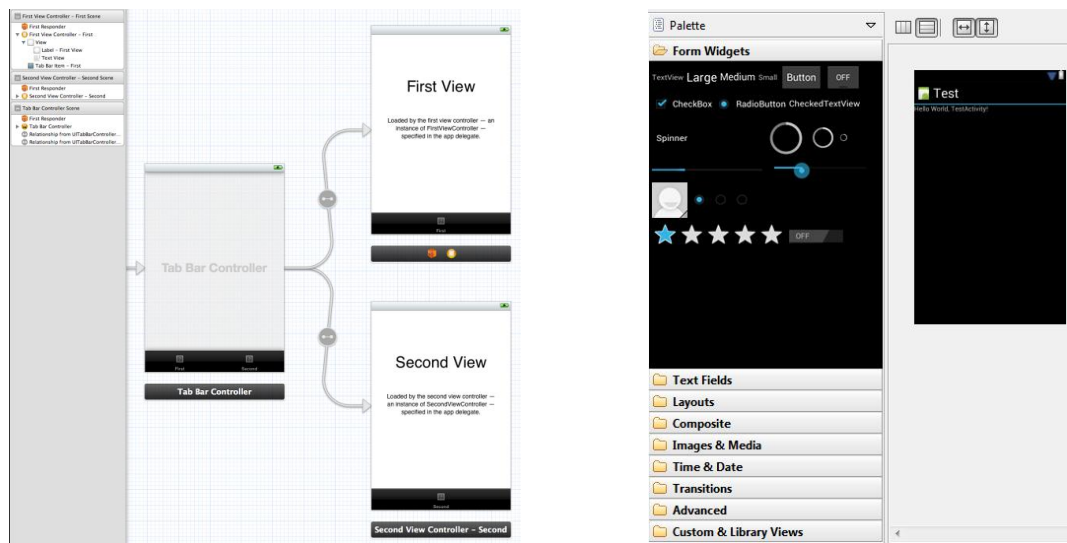 First View Controller – First Scene
First Responder
First View Controller – First
View
Label – First View
Text View
Tab Bar Item – First
Second View Controller – Second Scene
First Responder
Second View Controller – Second
Tab Bar Controller Scene
First Responder
Tab Bar Controller
Relationship from UITabBarController...
Relationship from UITabBarController...
Tab Bar Controller
First
Second
Tab Bar Controller
First View
Loaded by the first view controller — an
instance of FirstViewController —
specified in the app delegate.
First
Second View
Loaded by the second view controller —
an instance of SecondViewController —
specified in the app delegate.
Second
Second View Controller – Second
Palette
Form Widgets
TextView Large Medium Small Button OFF
CheckBox RadioButton CheckedTextView
Spinner
OFF
Text Fields
Layouts
Composite
Images & Media
Time & Date
Transitions
Advanced
Custom & Library Views
Test
Hello World, TestActivity!